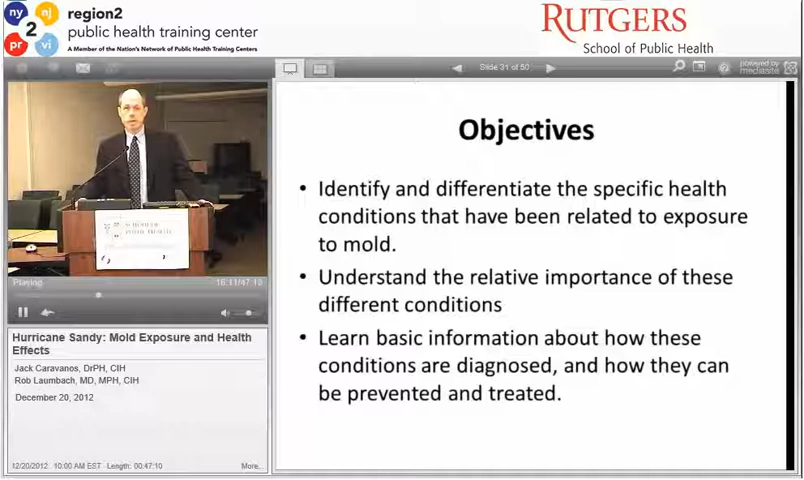 ny nj
2
pr vi
region2
public health training center
A Member of the Nation's Network of Public Health Training Centers
RUTGERS
School of Public Health
Slide 31 of 50
powered by
mediasite
Objectives
• Identify and differentiate the specific health
conditions that have been related to exposure
to mold.
• Understand the relative importance of these
different conditions
• Learn basic information about how these
conditions are diagnosed, and how they can
be prevented and treated.
Playing
16:11/47:10
Hurricane Sandy: Mold Exposure and Health
Effects
Jack Caravanos, DrPH, CIH
Rob Laumbach, MD, MPH, CIH
December 20, 2012
12/20/2012 10:00 AM EST Length: 00:47:10
More...